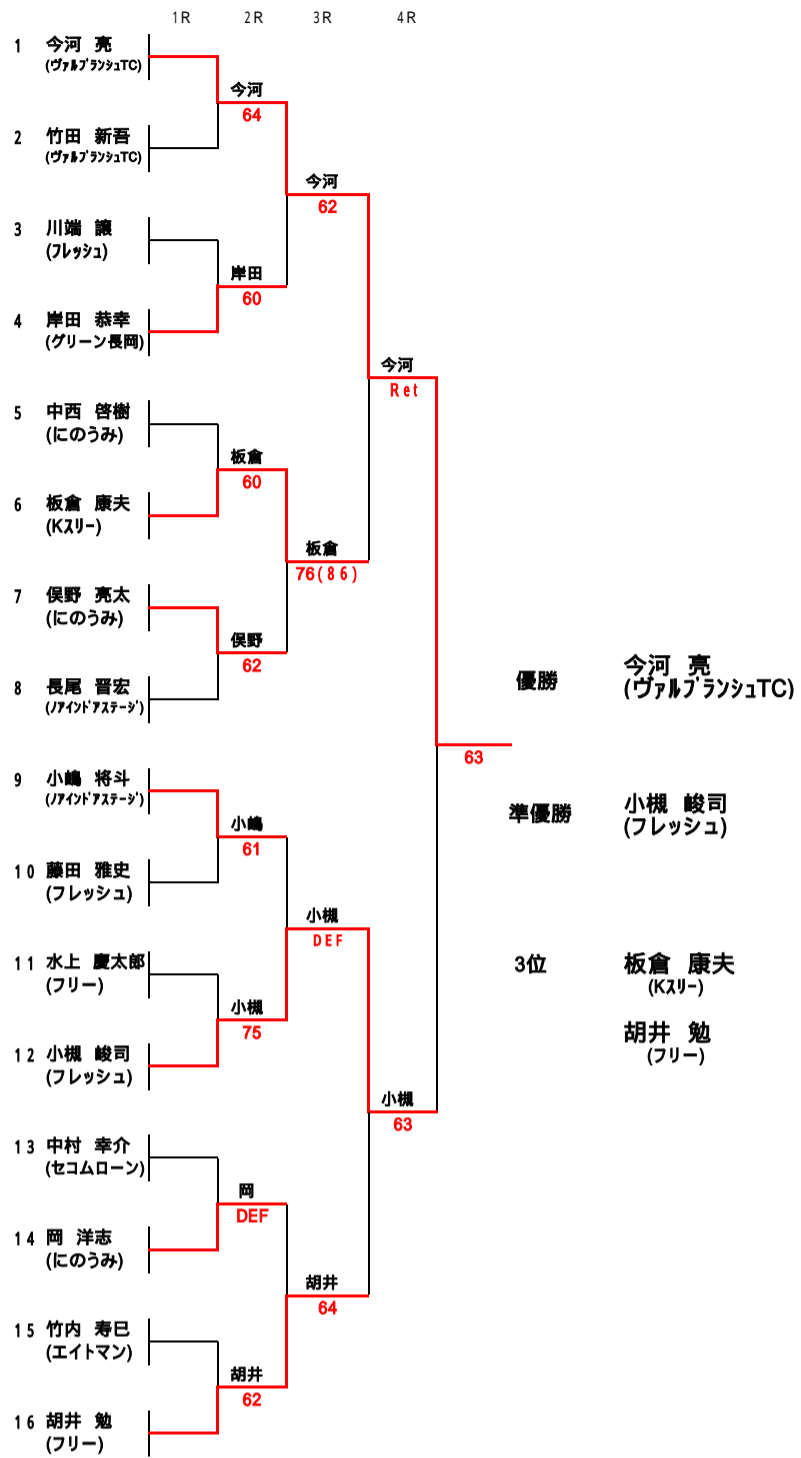 1R 2R 3R 4R
1 今河 亮
(ヴァルブランシュTC)
今河
64
2 竹田 新吾
(ヴァルブランシュTC)
今河
62
3 川端 譲
(フレッシュ)
岸田
60
4 岸田 恭幸
(グリーン長岡)
今河
Ret
5 中西 啓樹
(にのうみ)
板倉
60
6 板倉 康夫
(Kスリー)
板倉
76(86)
7 俣野 亮太
(にのうみ)
俣野
62
8 長尾 晋宏
(ノアインドアステージ)
63
優勝 今河 亮
(ヴァルブランシュTC)
9 小嶋 将斗
(ノアインドアステージ)
準優勝 小槻 峻司
(フレッシュ)
小嶋
61
10 藤田 雅史
(フレッシュ)
小槻
DEF
11 水上 慶太郎
(フリー)
3位 板倉 康夫
(Kスリー)
小槻
75
12 小槻 峻司
(フレッシュ)
胡井 勉
(フリー)
小槻
63
13 中村 幸介
(セコムローン)
岡
DEF
14 岡 洋志
(にのうみ)
胡井
64
15 竹内 寿巳
(エイトマン)
胡井
62
16 胡井 勉
(フリー)